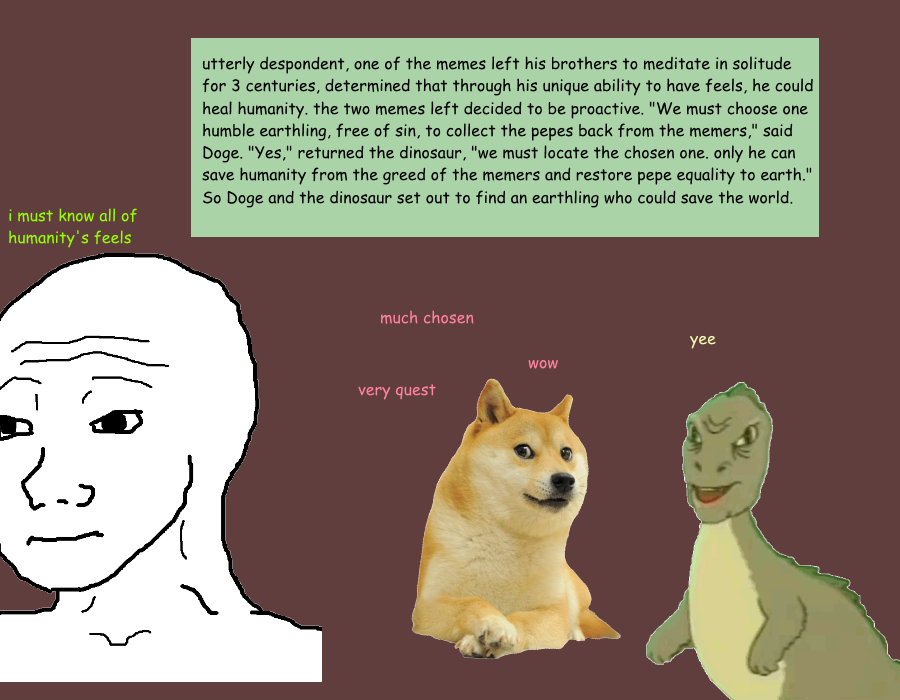 utterly despondent, one of the memes left his brothers to meditate in solitude
for 3 centuries, determined that through his unique ability to have feels, he could
heal humanity. the two memes left decided to be proactive. "We must choose one
humble earthling, free of sin, to collect the pepes back from the memers," said
Doge. "Yes," returned the dinosaur, "we must locate the chosen one. only he can
save humanity from the greed of the memers and restore pepe equality to earth."
So Doge and the dinosaur set out to find an earthling who could save the world.
i must know all of
humanity's feels
much chosen
yee
wow
very quest